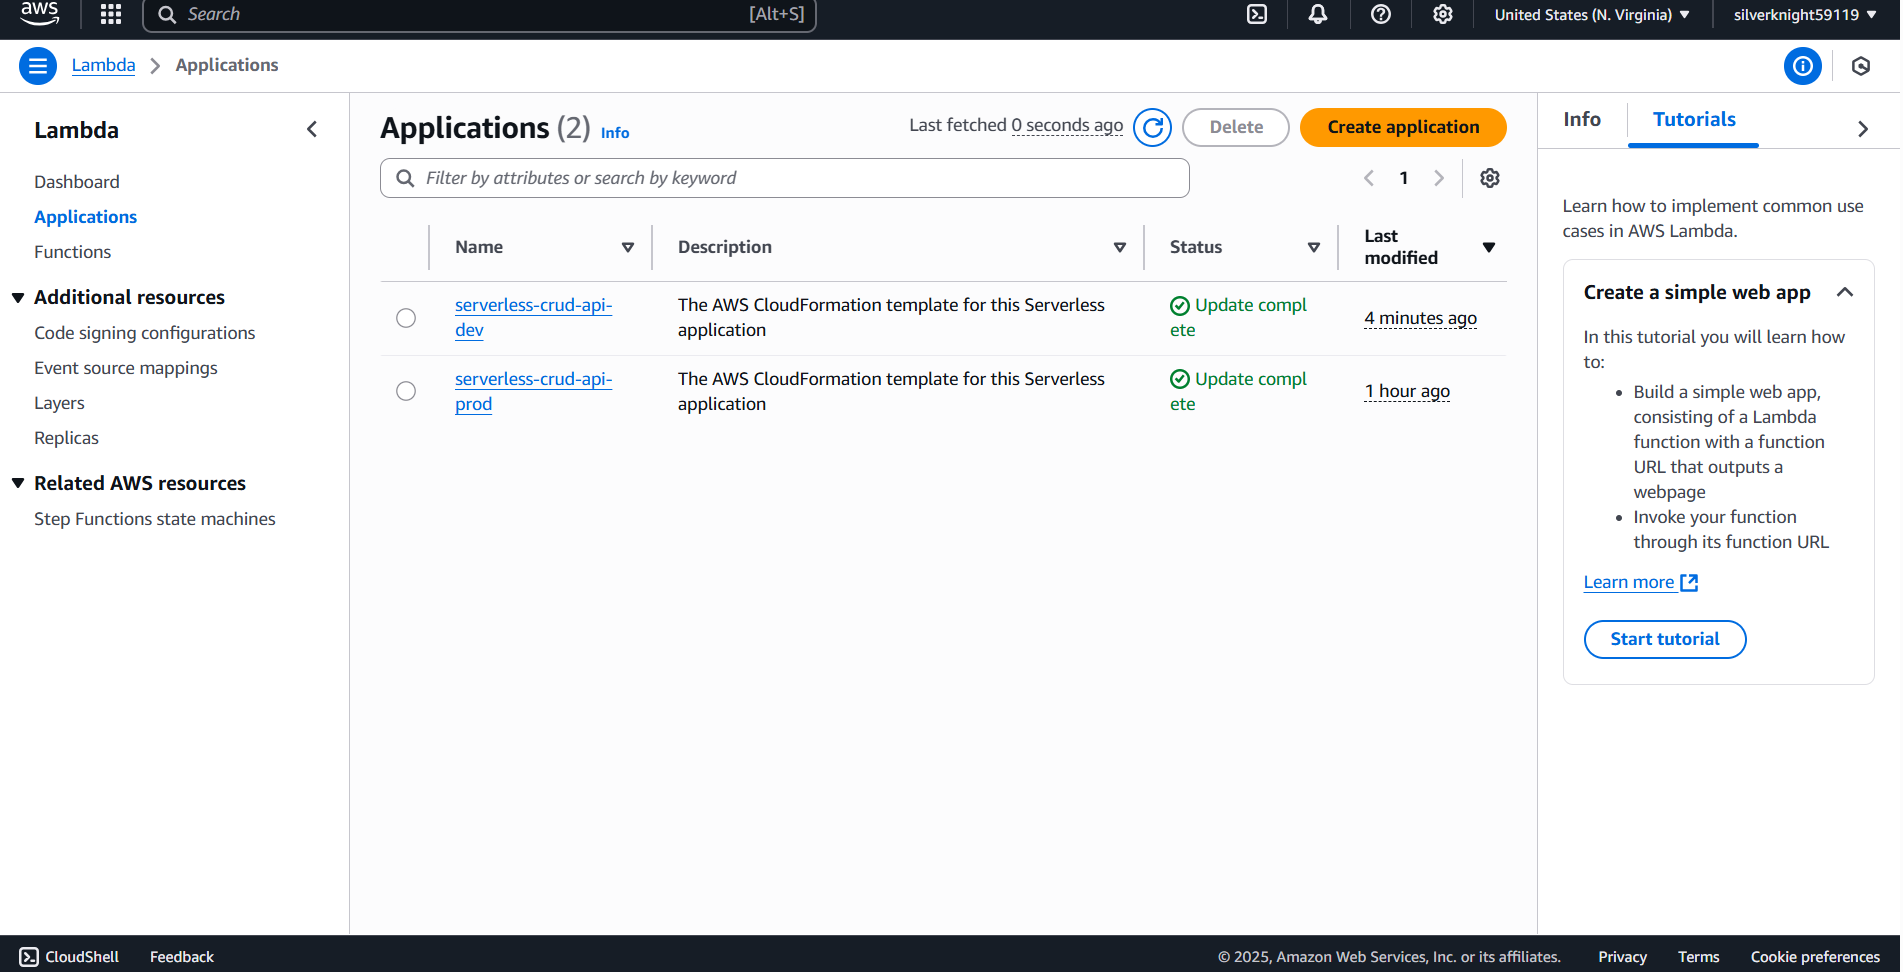 aws
Search [Alt+S]
United States (N. Virginia)
silverknight59119
Lambda
Applications
Lambda
Dashboard
Applications
Functions
Additional resources
Code signing configurations
Event source mappings
Layers
Replicas
Related AWS resources
Step Functions state machines
Applications (2) Info
Last fetched 0 seconds ago
Delete
Create application
Filter by attributes or search by keyword
1
Name
Description
Status
Last
modified
serverless-crud-api-
dev
The AWS CloudFormation template for this Serverless
application
Update compl
ete
4 minutes ago
serverless-crud-api-
prod
The AWS CloudFormation template for this Serverless
application
Update compl
ete
1 hour ago
Info
Tutorials
Learn how to implement common use
cases in AWS Lambda.
Create a simple web app
In this tutorial you will learn how
to:
• Build a simple web app,
consisting of a Lambda
function with a function
URL that outputs a
webpage
• Invoke your function
through its function URL
Learn more
Start tutorial
CloudShell
Feedback
© 2025, Amazon Web Services, Inc. or its affiliates.
Privacy
Terms
Cookie preferences